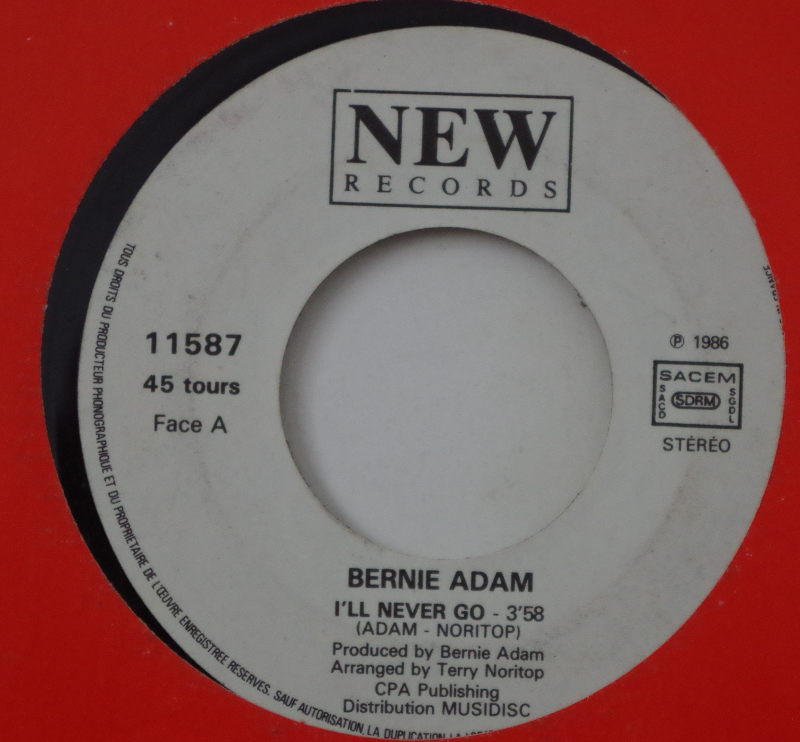 NEW
RECORDS
11587
45 tours
Face A
℗ 1986
SACEM
SACD
SDRM
SGDL
STÉRÉO
BERNIE ADAM
I'LL NEVER GO - 3'58
(ADAM - NORITOP)
Produced by Bernie Adam
Arranged by Terry Noritop
CPA Publishing
Distribution MUSIDISC
TOUS DROITS DU PRODUCTEUR PHONOGRAPHIQUE ET DU PROPRIETAIRE DE L'ŒUVRE ENREGISTREE RESERVES. SAUF AUTORISATION, LA DUPLICATION, LA